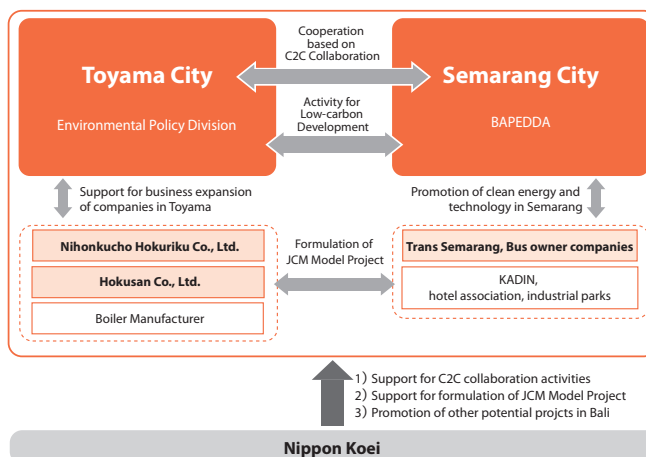 Cooperation
based on
C2C Collaboration
Toyama City
Semarang City
Environmental Policy Division
Activity for
Low-carbon
Development
BAPEDDA
Support for business expansion
of companies in Toyama
Promotion of clean energy and
technology in Semarang
Nihonkucho Hokuriku Co., Ltd.
Hokusan Co., Ltd.
Boiler Manufacturer
Formulation of
JCM Model Project
Trans Semarang, Bus owner companies
KADIN,
hotel association, industrial parks
1) Support for C2C collaboration activities
2) Support for formulation of JCM Model Project
3) Promotion of other potential projcts in Bali
Nippon Koei